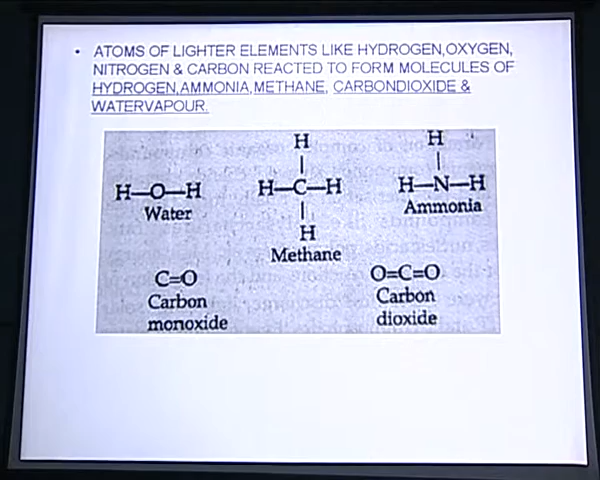 • ATOMS OF LIGHTER ELEMENTS LIKE HYDROGEN,OXYGEN,
NITROGEN & CARBON REACTED TO FORM MOLECULES OF
HYDROGEN,AMMONIA,METHANE, CARBONDIOXIDE &
WATERVAPOUR.
H
H
H—O—H
H—C—H
H—N—H
Water
Ammonia
H
Methane
C=O
O=C=O
Carbon
Carbon
monoxide
dioxide